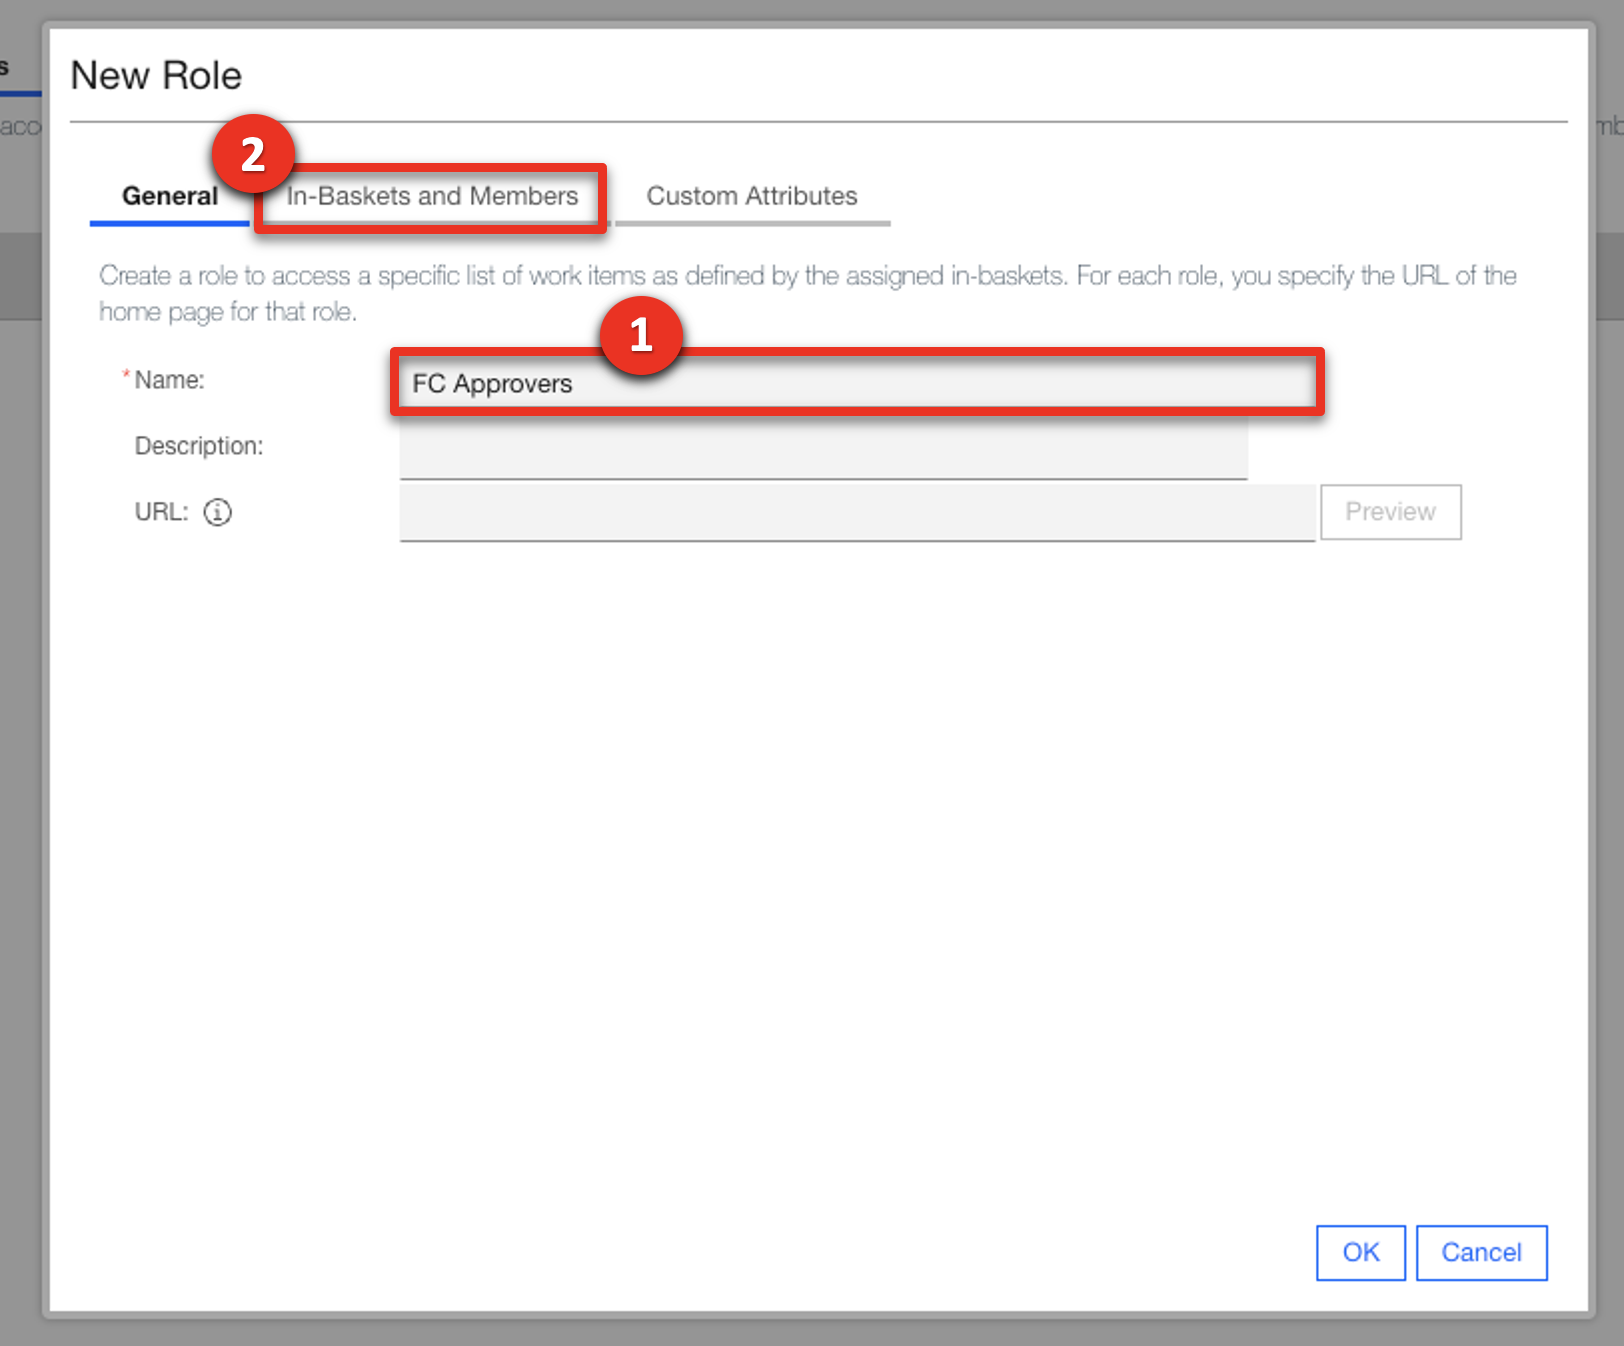 New Role
s
acc
mb
2
General
In-Baskets and Members
Custom Attributes
Create a role to access a specific list of work items as defined by the assigned in-baskets. For each role, you specify the URL of the
home page for that role.
1
* Name:
FC Approvers
Description:
URL:
Preview
OK
Cancel